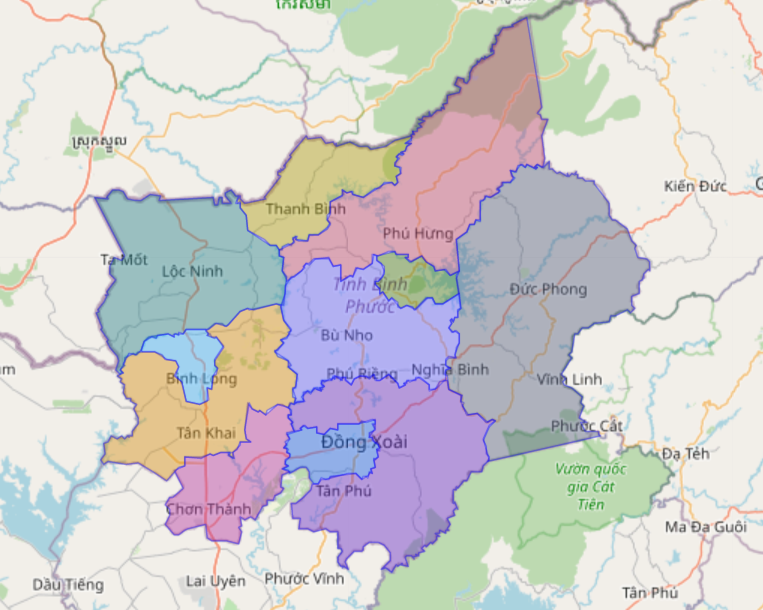 កែវសីមា
ស្រុកស្នួល
Kiến Đức
Thanh Bình
Phú Hưng
Ta Mốt
Lộc Ninh
Tỉnh Bình
Phước
Đức Phong
Bù Nho
Phú Riềng
Nghĩa Bình
Bình Long
Vĩnh Linh
Phước Cát
Tân Khai
Đồng Xoài
Đạ Tẻh
Vườn quốc
gia Cát
Tiên
Tân Phú
Chơn Thành
Ma Đa Guôi
Dầu Tiếng
Lai Uyên
Phước Vĩnh
Tân Phú